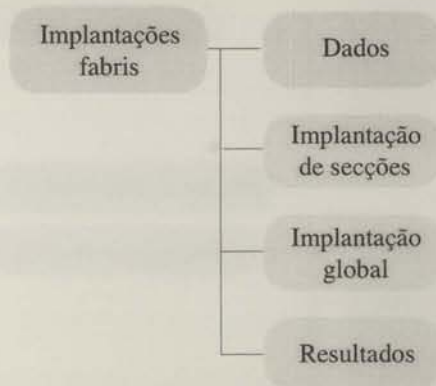 Implantações
fabris
Dados
Implantação
de secções
Implantação
global
Resultados